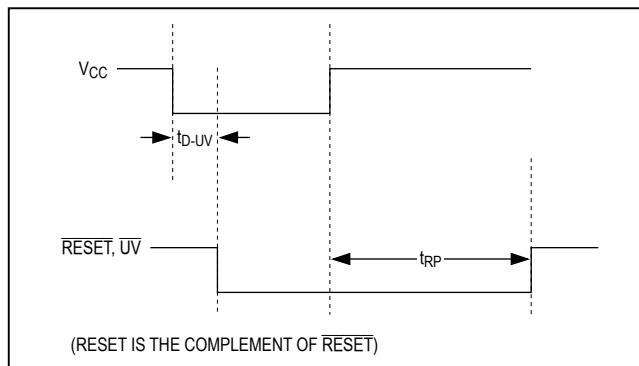 VCC
tD-UV
RESET, UV
tRP
(RESET IS THE COMPLEMENT OF RESET)